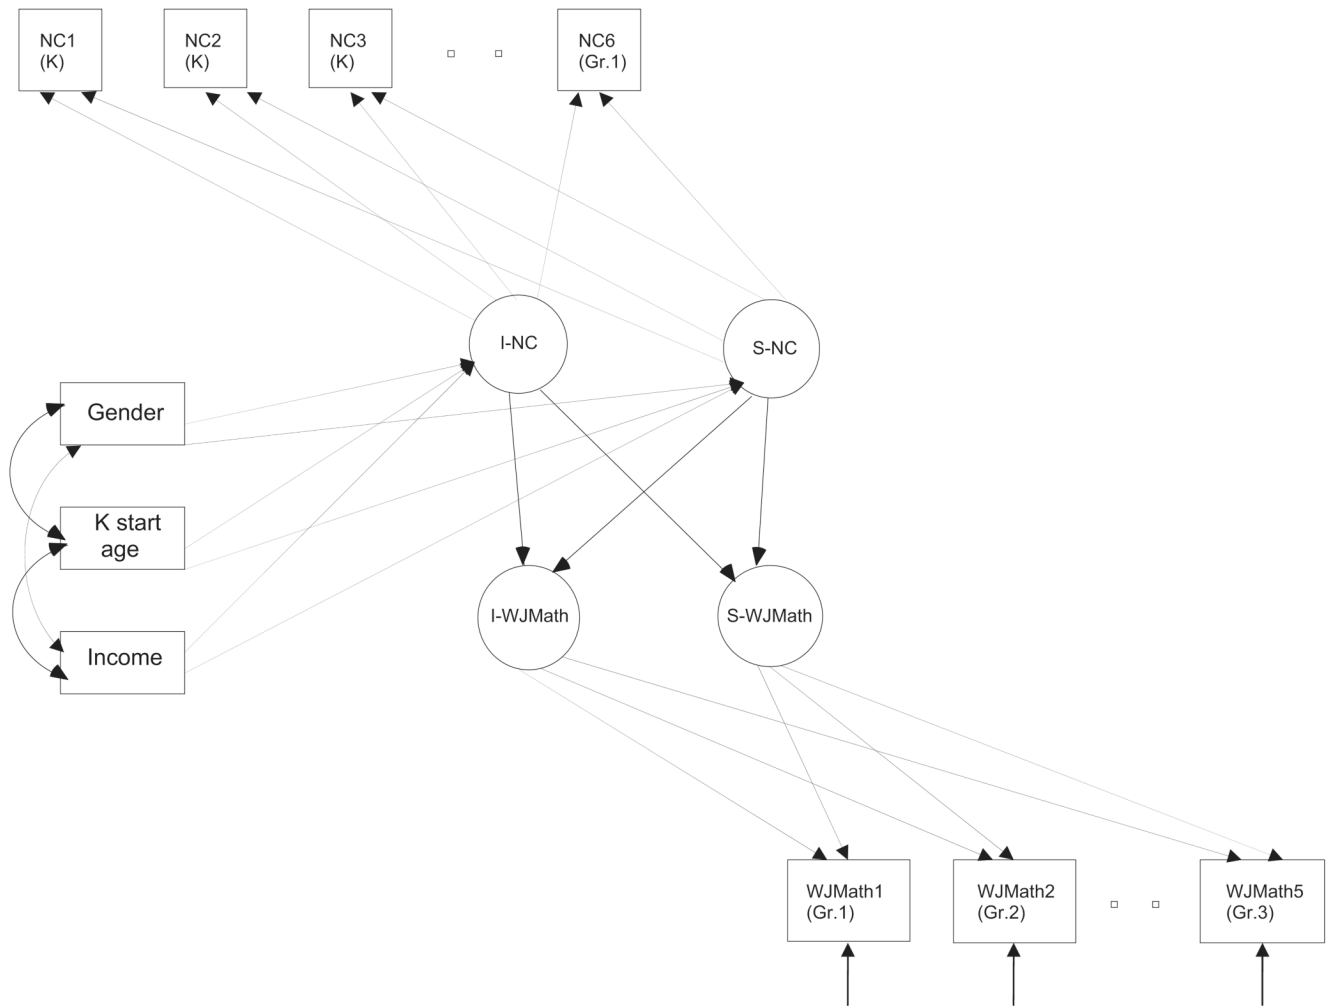 NC1
(K)
NC2
(K)
NC3
(K)
NC6
(Gr.1)
I-NC
S-NC
Gender
K start
age
Income
I-WJMath
S-WJMath
WJMath1
(Gr.1)
WJMath2
(Gr.2)
WJMath5
(Gr.3)